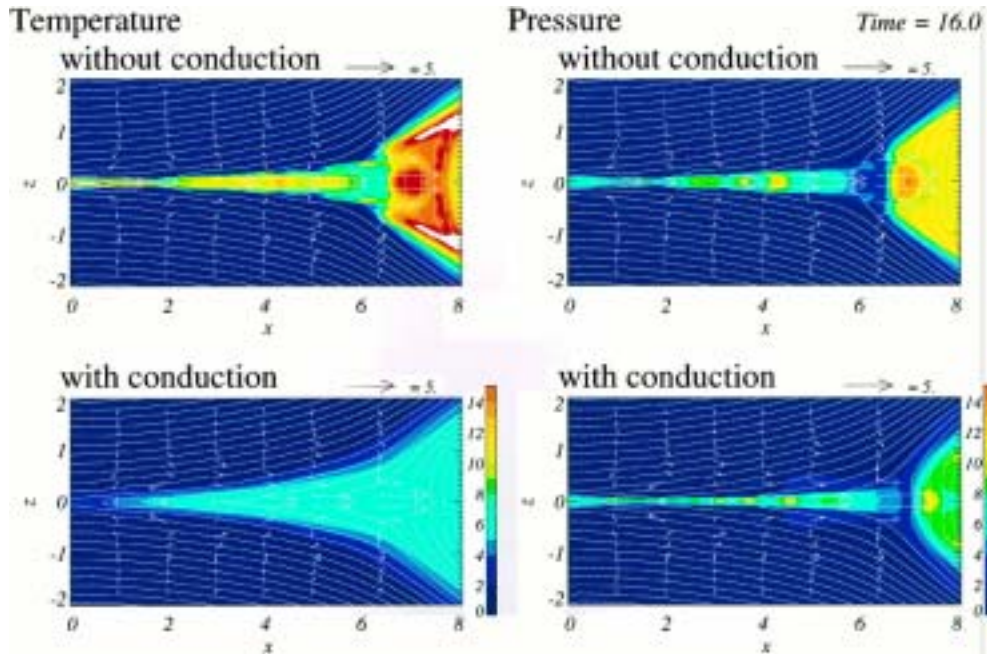 Temperature
Pressure
Time = 16.0
without conduction
= 5.
without conduction
= 5.
2
1
z 0
-1
-2
0 2 4 6 8
x
2
1
z 0
-1
-2
0 2 4 6 8
x
with conduction
= 5.
with conduction
= 5.
2
1
z 0
-1
-2
0 2 4 6 8
x
14
12
10
8
6
4
2
0
2
1
z 0
-1
-2
0 2 4 6 8
x
14
12
10
8
6
4
2
0